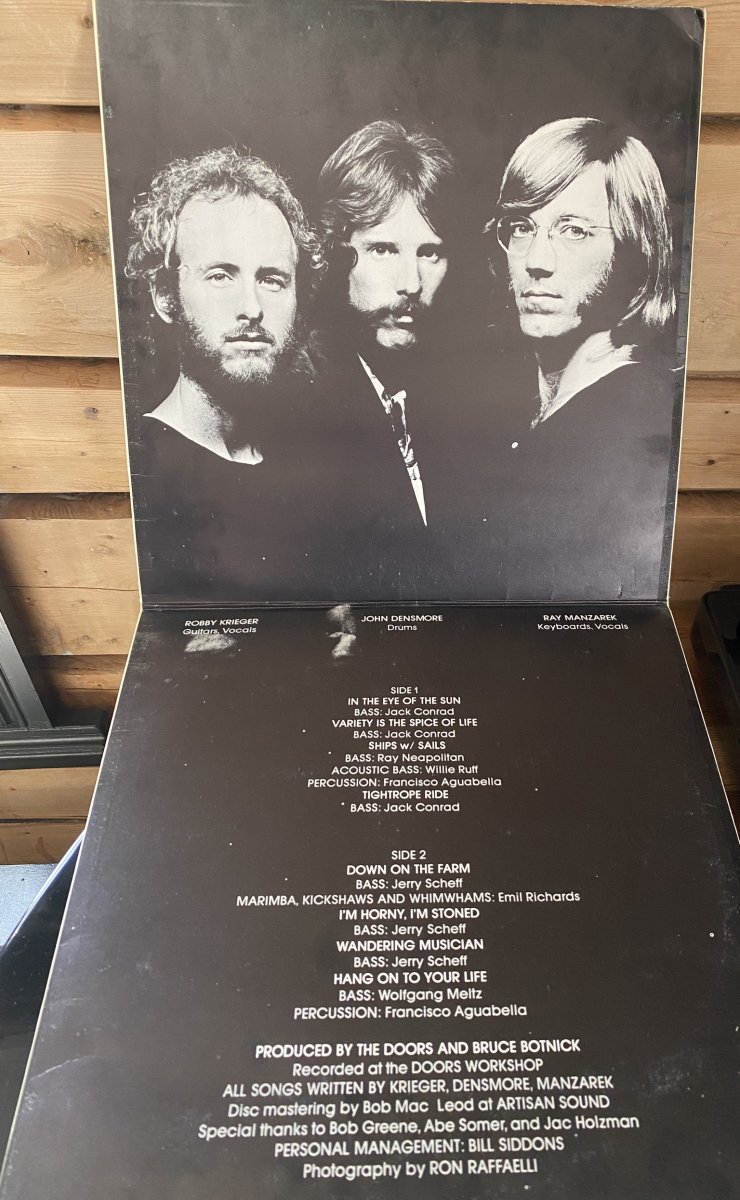 ROBBY KRIEGER JOHN DENSMORE RAY MANZAREK
Guitars, Vocals Drums Keyboards, Vocals
SIDE 1
IN THE EYE OF THE SUN
BASS: Jack Conrad
VARIETY IS THE SPICE OF LIFE
BASS: Jack Conrad
SHIPS w/ SAILS
BASS: Ray Neapolitan
ACOUSTIC BASS: Willie Ruff
PERCUSSION: Francisco Aguabella
TIGHTROPE RIDE
BASS: Jack Conrad
SIDE 2
DOWN ON THE FARM
BASS: Jerry Scheff
MARIMBA, KICKSHAWS AND WHIMWHAMS: Emil Richards
I'M HORNY, I'M STONED
BASS: Jerry Scheff
WANDERING MUSICIAN
BASS: Jerry Scheff
HANG ON TO YOUR LIFE
BASS: Wolfgang Meltz
PERCUSSION: Francisco Aguabella
PRODUCED BY THE DOORS AND BRUCE BOTNICK
Recorded at the DOORS WORKSHOP
ALL SONGS WRITTEN BY KRIEGER, DENSMORE, MANZAREK
Disc mastering by Bob Mac Leod at ARTISAN SOUND
Special thanks to Bob Greene, Abe Somer, and Jac Holzman
PERSONAL MANAGEMENT: BILL SIDDONS
Photography by RON RAFFAELLI